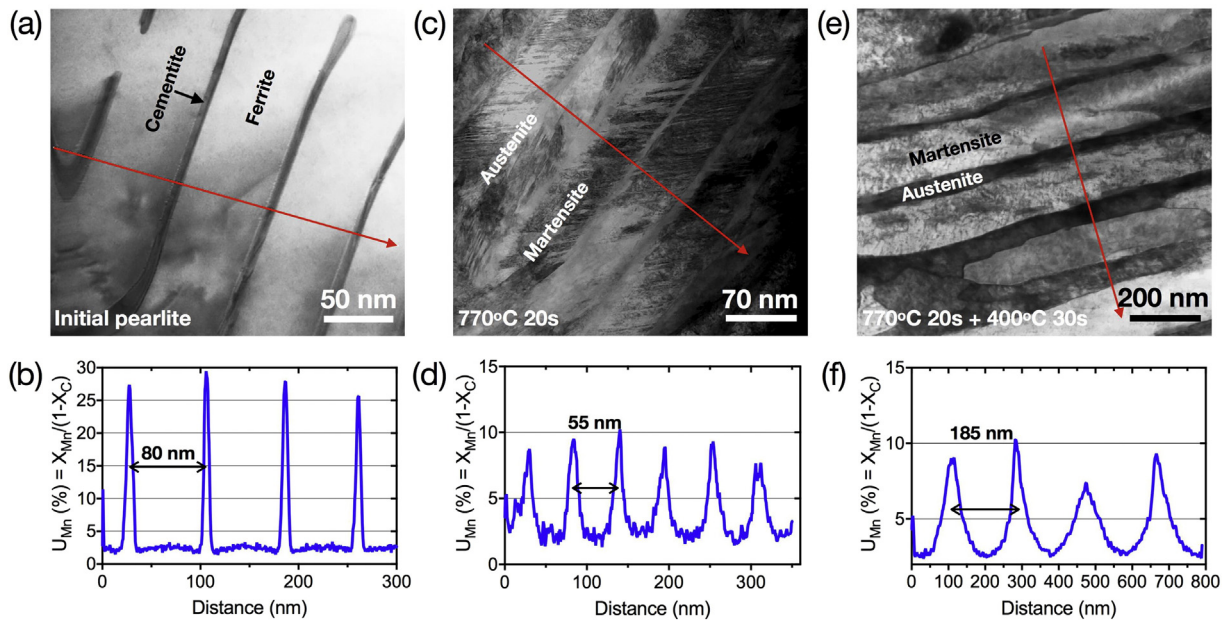 (a)
Cementite
Ferrite
50 nm
Initial pearlite
(c)
Austenite
Martensite
70 nm
770ºC 20s
(e)
Martensite
Austenite
200 nm
770ºC 20s + 400ºC 30s
(b)
U_Mn (%) = X_Mn/(1-X_C)
30
25
20
15
10
5
0
80 nm
0 100 200 300
Distance (nm)
(d)
U_Mn (%) = X_Mn/(1-X_C)
15
10
5
0
55 nm
0 100 200 300
Distance (nm)
(f)
U_Mn (%) = X_Mn/(1-X_C)
15
10
5
185 nm
0 100 200 300 400 500 600 700 800
Distance (nm)